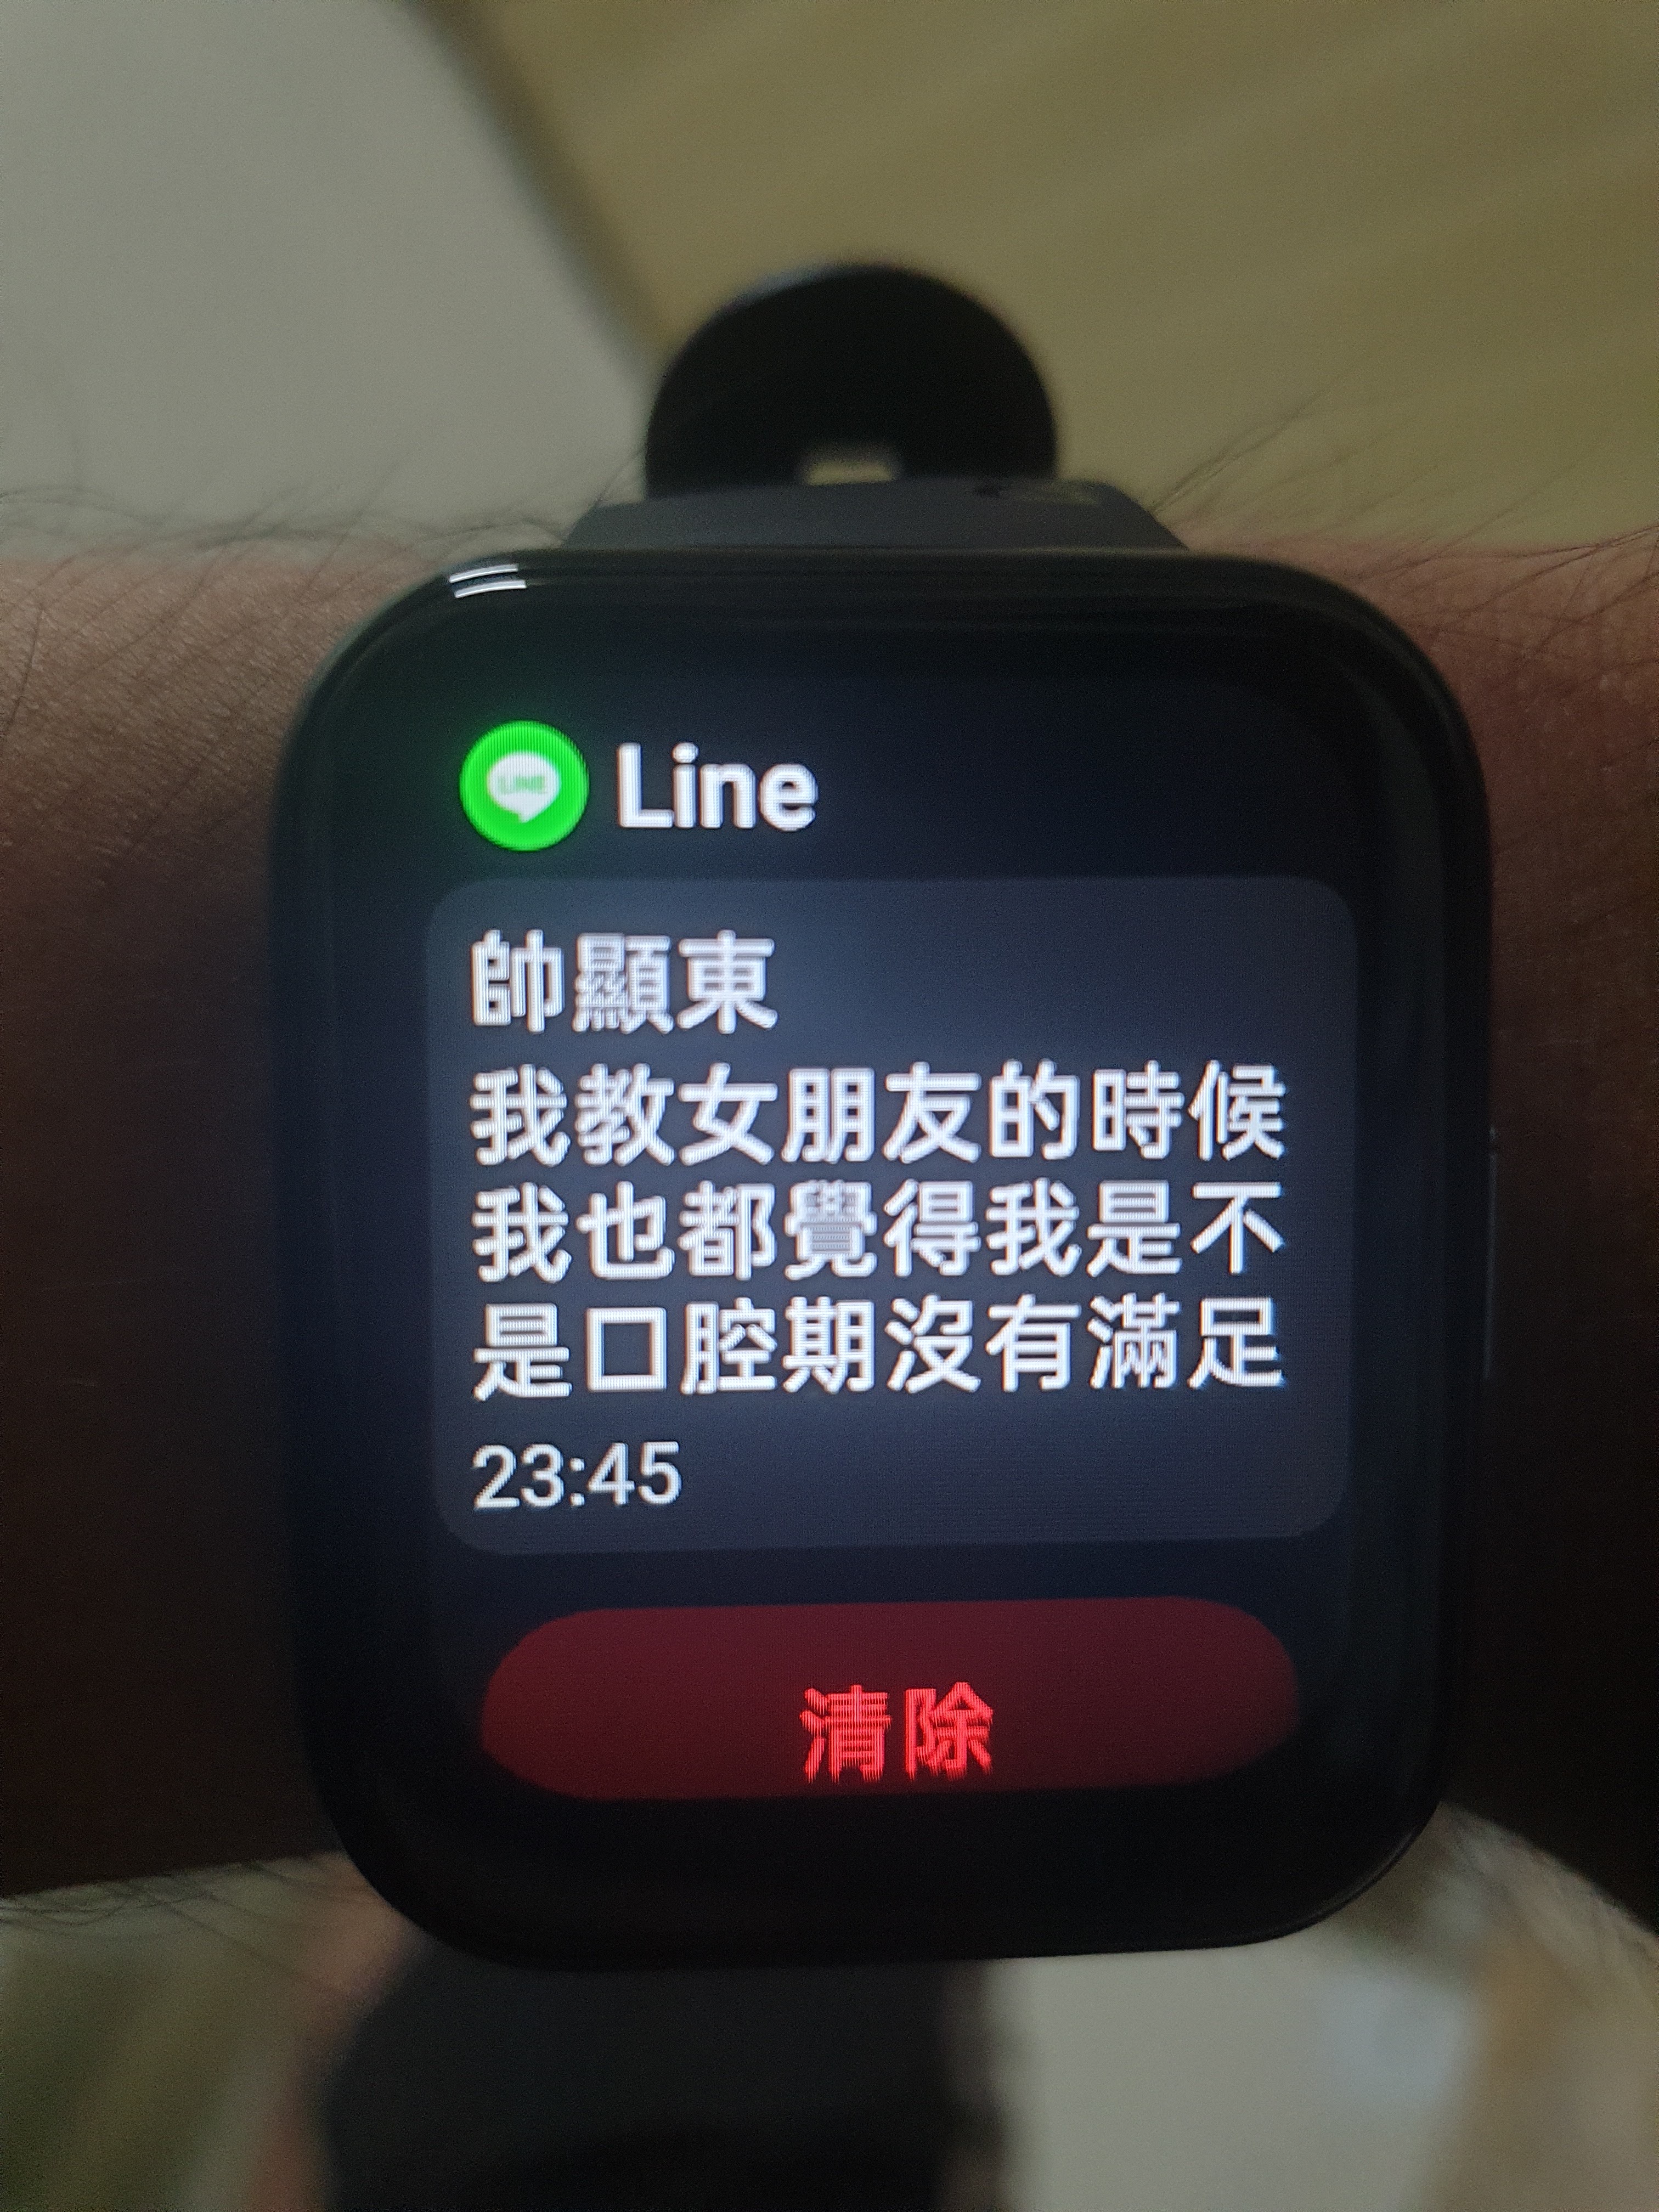 LINE
Line
帥顯東
我教女朋友的時候
我也都覺得我是不
是口腔期沒有滿足
23:45
清除